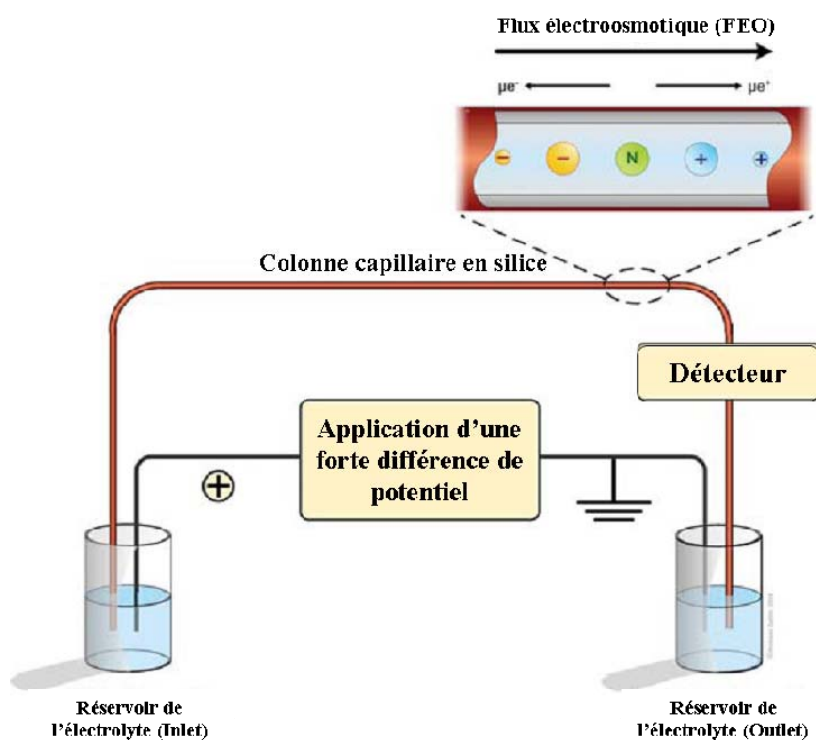 Flux électroosmotique (FEO)
µe⁻ µe⁺
- - N + +
Colonne capillaire en silice
Détecteur
Application d'une
forte différence de
potentiel
+
Réservoir de
l'électrolyte (Inlet)
Réservoir de
l'électrolyte (Outlet)